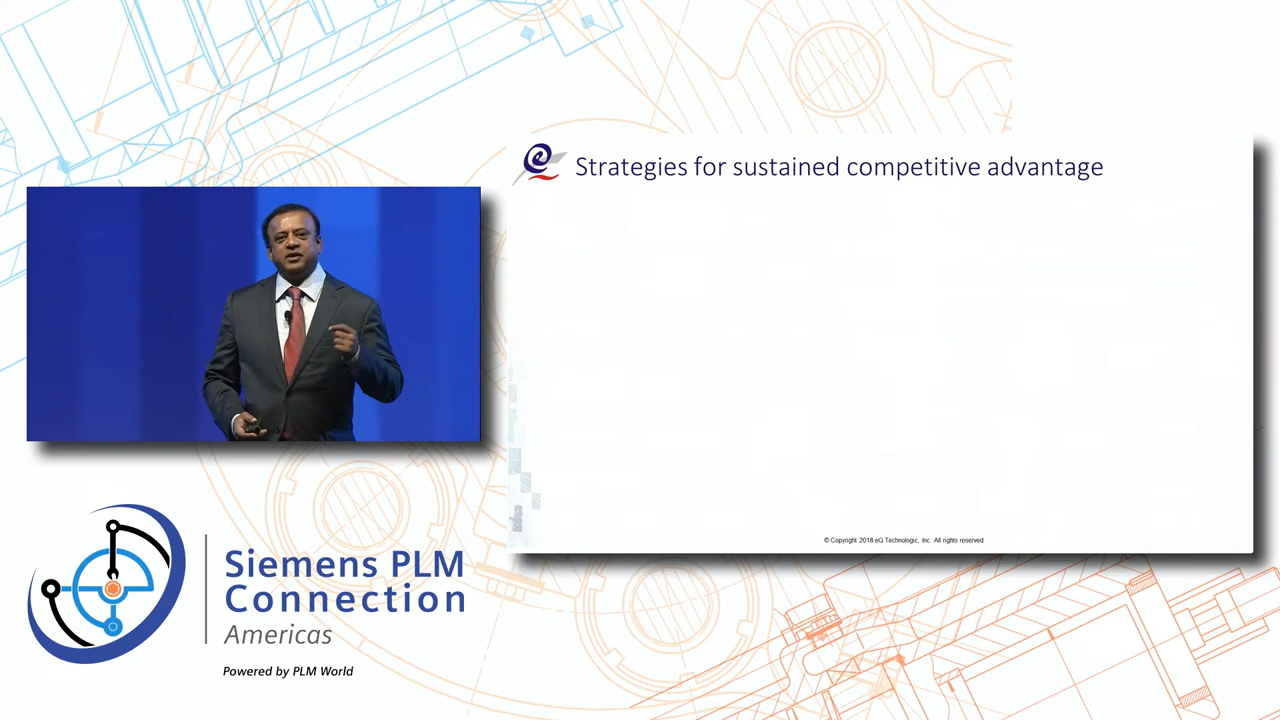 Strategies for sustained competitive advantage
© Copyright 2018 eQ Technologic, Inc. All rights reserved.
Siemens PLM
Connection
Americas
Powered by PLM World